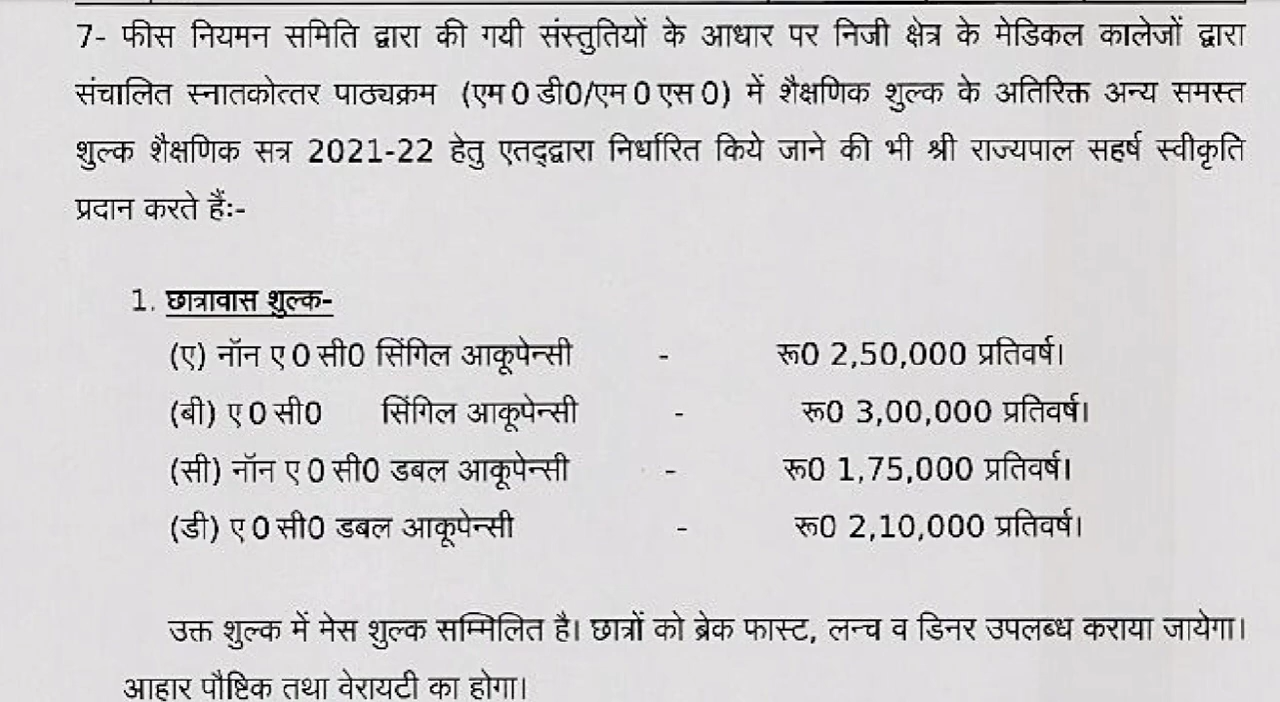 7- फीस नियमन समिति द्वारा की गयी संस्तुतियों के आधार पर निजी क्षेत्र के मेडिकल कालेजों द्वारा
संचालित स्नातकोत्तर पाठ्यक्रम (एम0डी0/एम0एस0) में शैक्षणिक शुल्क के अतिरिक्त अन्य समस्त
शुल्क शैक्षणिक सत्र 2021-22 हेतु एतद्द्वारा निर्धारित किये जाने की भी श्री राज्यपाल सहर्ष स्वीकृति
प्रदान करते हैंः-
1. छात्रावास शुल्क-
(ए) नॉन ए0सी0 सिंगिल आकूपेन्सी - रू0 2,50,000 प्रतिवर्ष।
(बी) ए0सी0 सिंगिल आकूपेन्सी - रू0 3,00,000 प्रतिवर्ष।
(सी) नॉन ए0सी0 डबल आकूपेन्सी - रू0 1,75,000 प्रतिवर्ष।
(डी) ए0सी0 डबल आकूपेन्सी - रू0 2,10,000 प्रतिवर्ष।
उक्त शुल्क में मेस शुल्क सम्मिलित है। छात्रों को ब्रेक फास्ट, लन्च व डिनर उपलब्ध कराया जायेगा।
आहार पौष्टिक तथा वेरायटी का होगा।